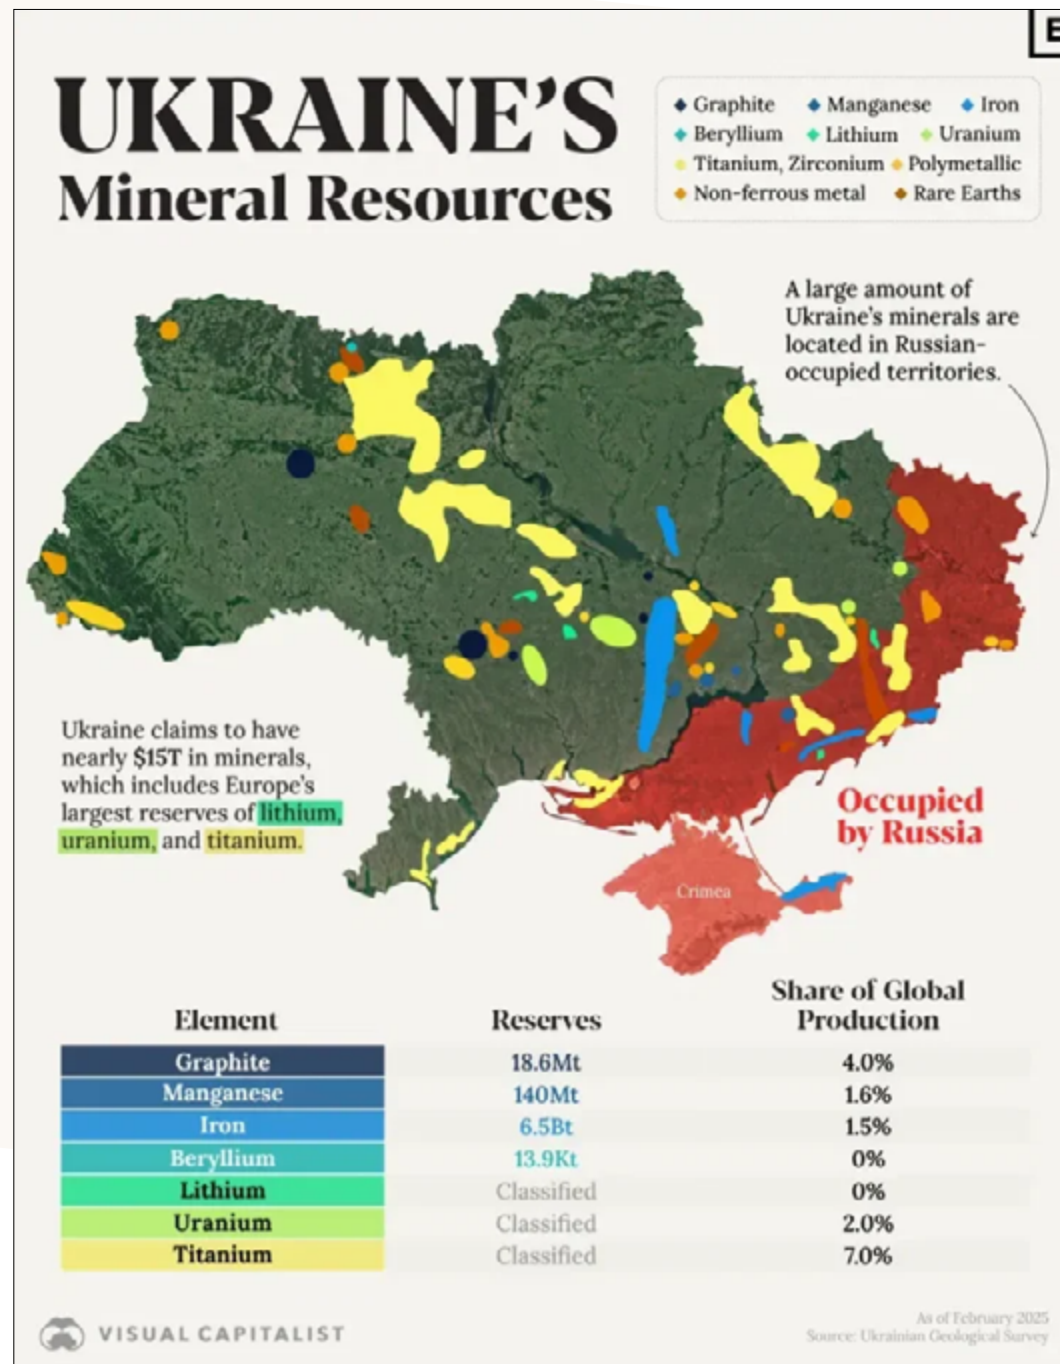 E
UKRAINE'S
Mineral Resources
Graphite Manganese Iron
Beryllium Lithium Uranium
Titanium, Zirconium Polymetallic
Non-ferrous metal Rare Earths
A large amount of
Ukraine's minerals are
located in Russian-
occupied territories.
Ukraine claims to have
nearly $15T in minerals,
which includes Europe's
largest reserves of lithium,
uranium, and titanium.
Occupied
by Russia
Crimea
Element Reserves Share of Global
Production
Graphite 18.6Mt 4.0%
Manganese 140Mt 1.6%
Iron 6.5Bt 1.5%
Beryllium 13.9Kt 0%
Lithium Classified 0%
Uranium Classified 2.0%
Titanium Classified 7.0%
VISUAL CAPITALIST
As of February 2025
Source: Ukrainian Geological Survey